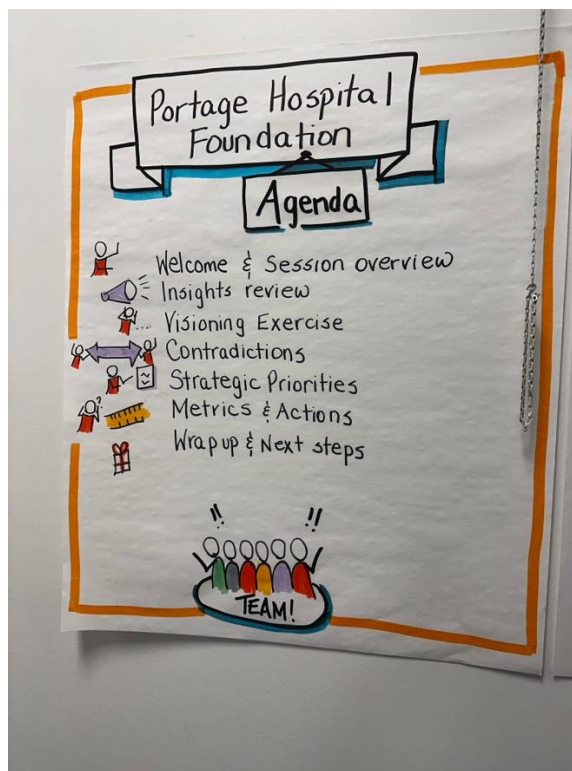 Portage Hospital
Foundation
Agenda
Welcome & Session overview
Insights review
Visioning Exercise
Contradictions
Strategic Priorities
Metrics & Actions
Wrap up & Next steps
TEAM!